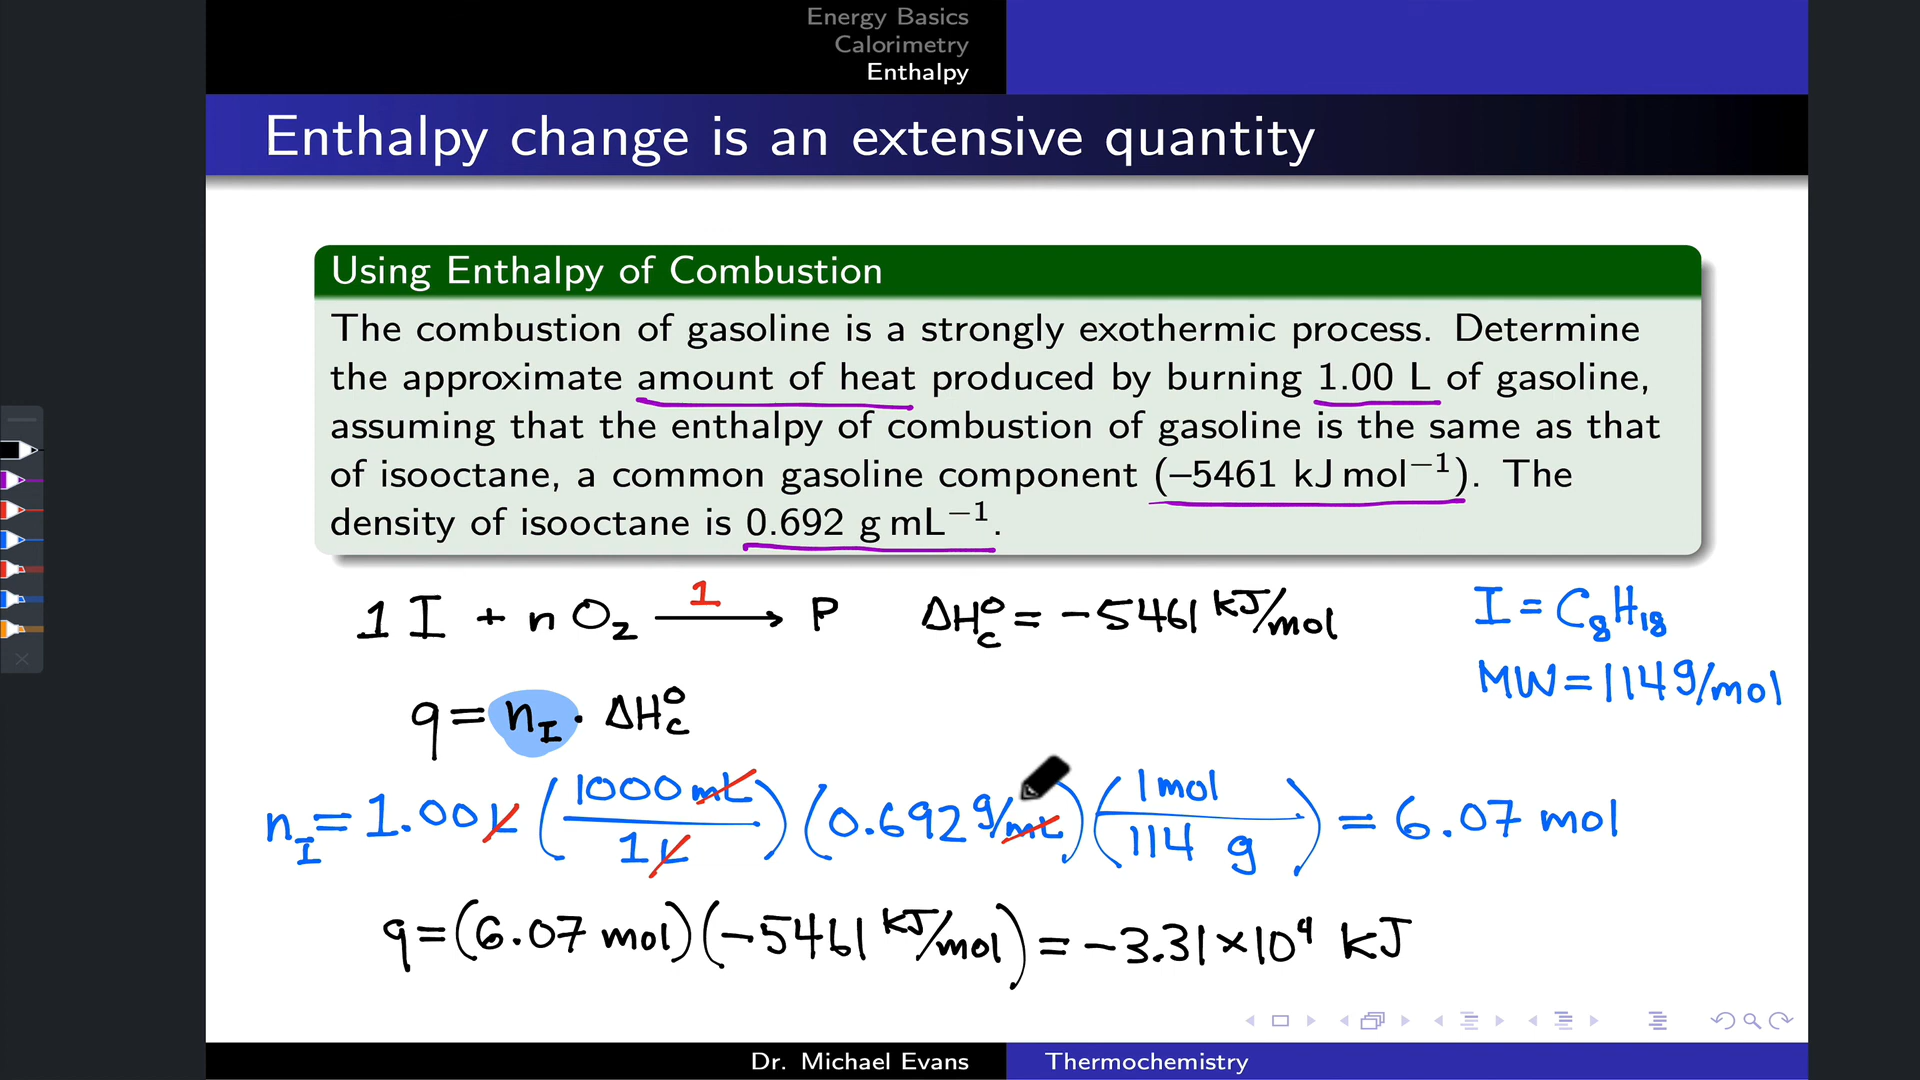 Energy Basics
Calorimetry
Enthalpy
Enthalpy change is an extensive quantity
Using Enthalpy of Combustion
The combustion of gasoline is a strongly exothermic process. Determine
the approximate amount of heat produced by burning 1.00 L of gasoline,
assuming that the enthalpy of combustion of gasoline is the same as that
of isooctane, a common gasoline component (–5461 kJ mol⁻¹). The
density of isooctane is 0.692 g mL⁻¹.
1 I + n O₂ —1→ P ΔH°c = -5461 kJ/mol
I = C₈H₁₈
MW = 114 g/mol
q = nI · ΔH°c
nI = 1.00 L (1000 mL / 1 L) (0.692 g/mL) (1 mol / 114 g) = 6.07 mol
q = (6.07 mol)(-5461 kJ/mol) = -3.31 × 10⁴ kJ
Dr. Michael Evans
Thermochemistry